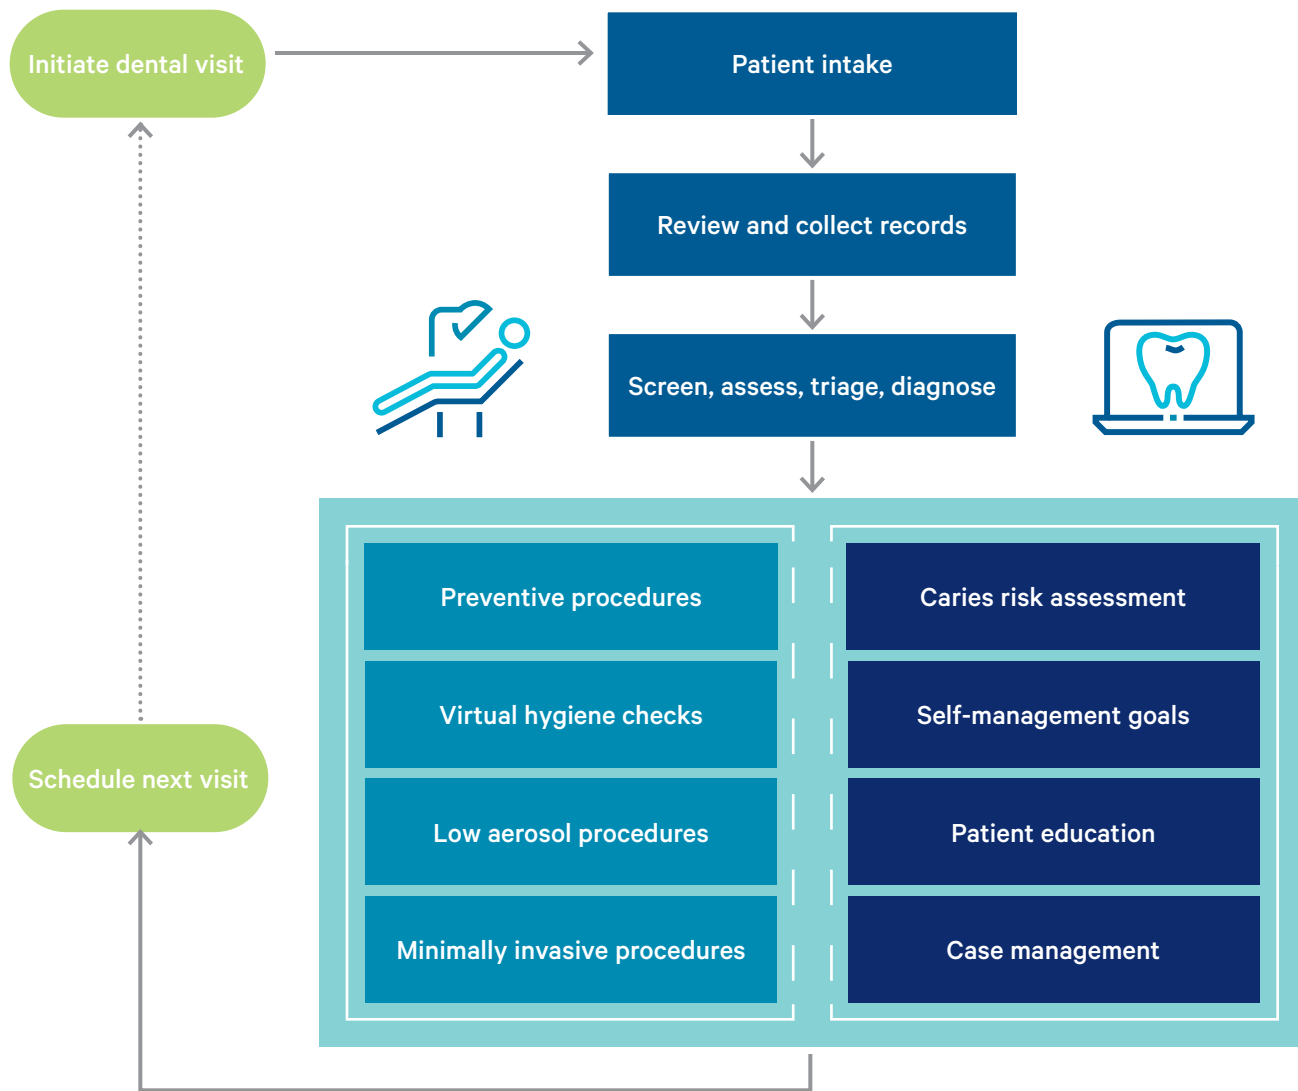 Initiate dental visit
Patient intake
Review and collect records
Screen, assess, triage, diagnose
Preventive procedures
Virtual hygiene checks
Low aerosol procedures
Minimally invasive procedures
Caries risk assessment
Self-management goals
Patient education
Case management
Schedule next visit